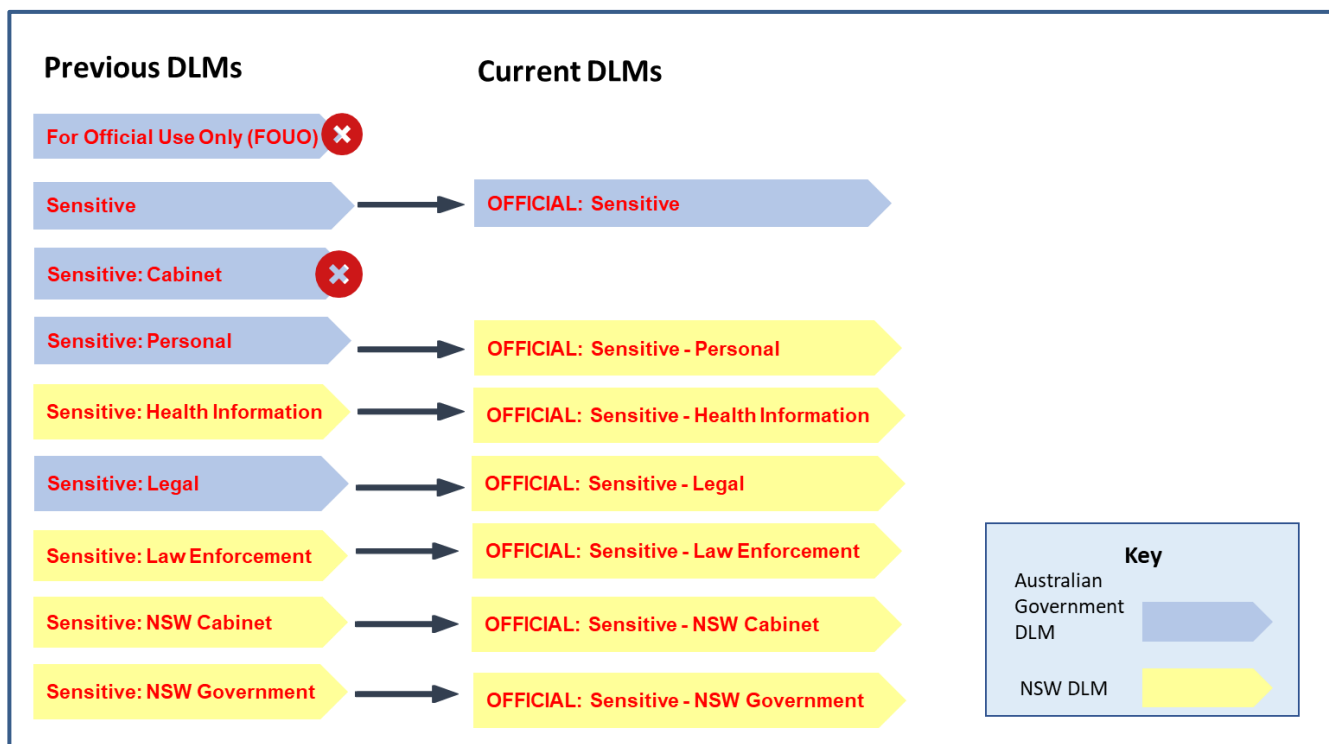 Previous DLMs
Current DLMs
For Official Use Only (FOUO)
Sensitive
OFFICIAL: Sensitive
Sensitive: Cabinet
Sensitive: Personal
OFFICIAL: Sensitive - Personal
Sensitive: Health Information
OFFICIAL: Sensitive - Health Information
Sensitive: Legal
OFFICIAL: Sensitive - Legal
Sensitive: Law Enforcement
OFFICIAL: Sensitive - Law Enforcement
Sensitive: NSW Cabinet
OFFICIAL: Sensitive - NSW Cabinet
Sensitive: NSW Government
OFFICIAL: Sensitive - NSW Government
Key
Australian
Government
DLM
NSW DLM